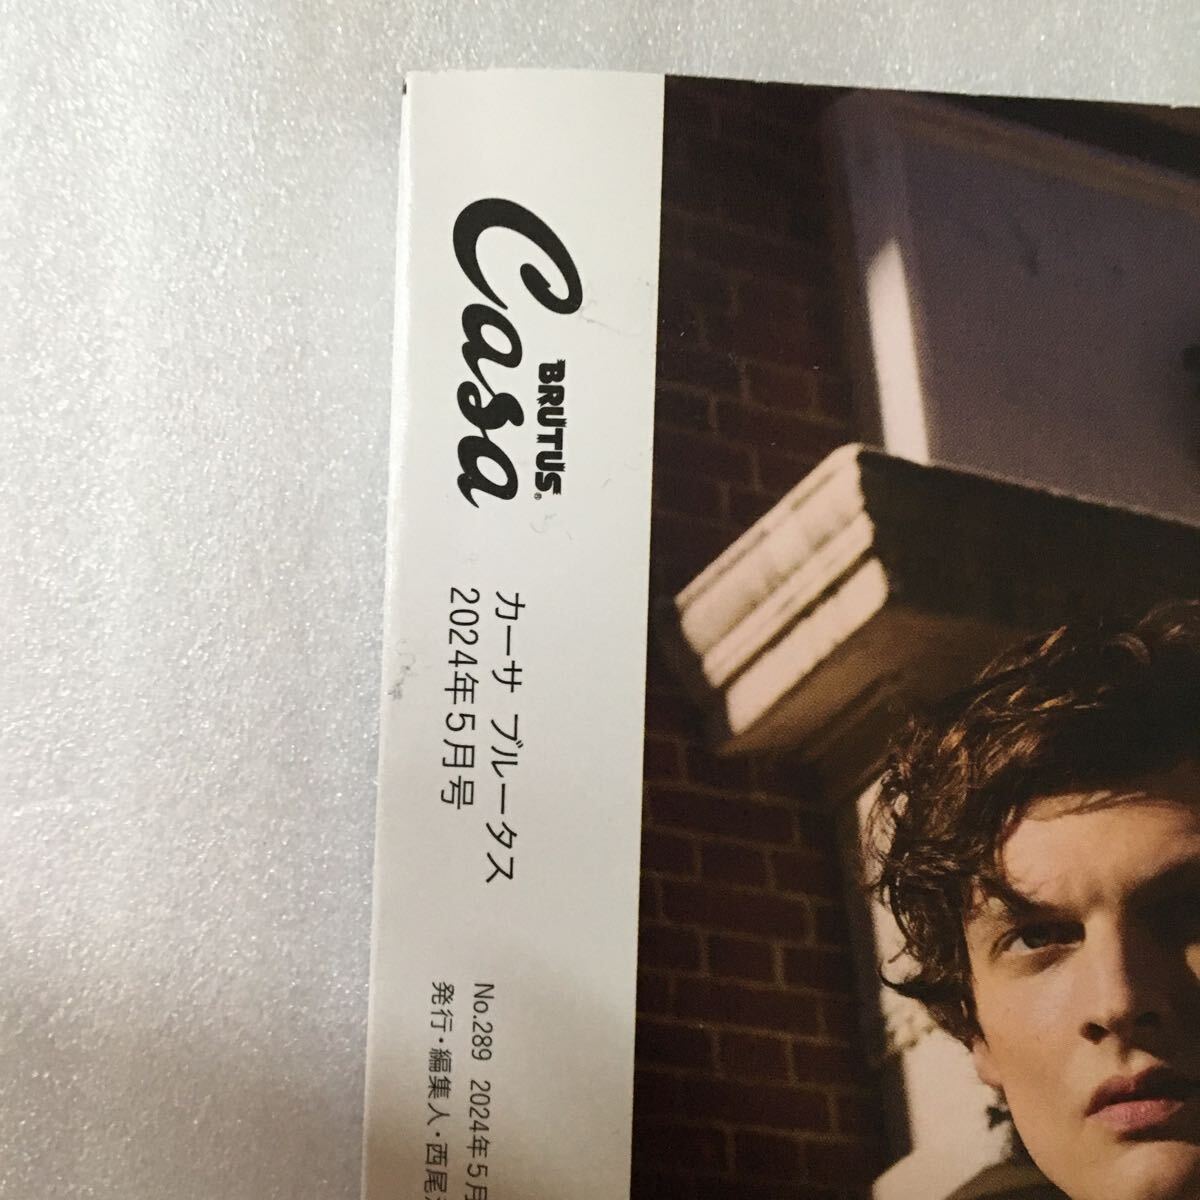 Casa
BRUTUS®
カーサ ブルータス
2024年5月号
No.289 2024年5月
発行・編集人・西尾